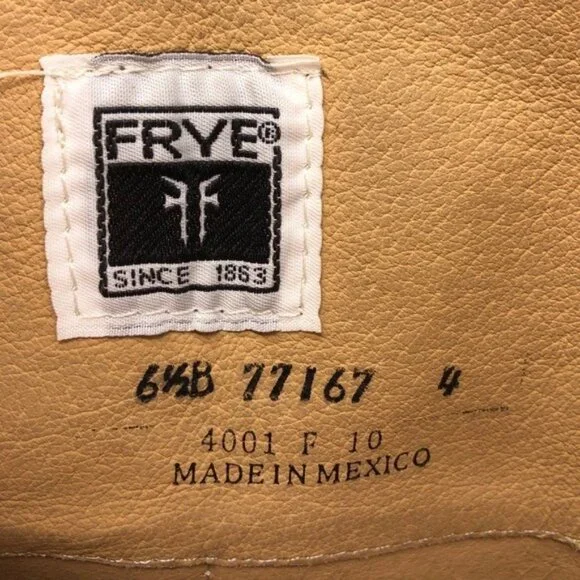 FRYE®
SINCE 1863
6½B 77167 4
4001 F 10
MADE IN MEXICO